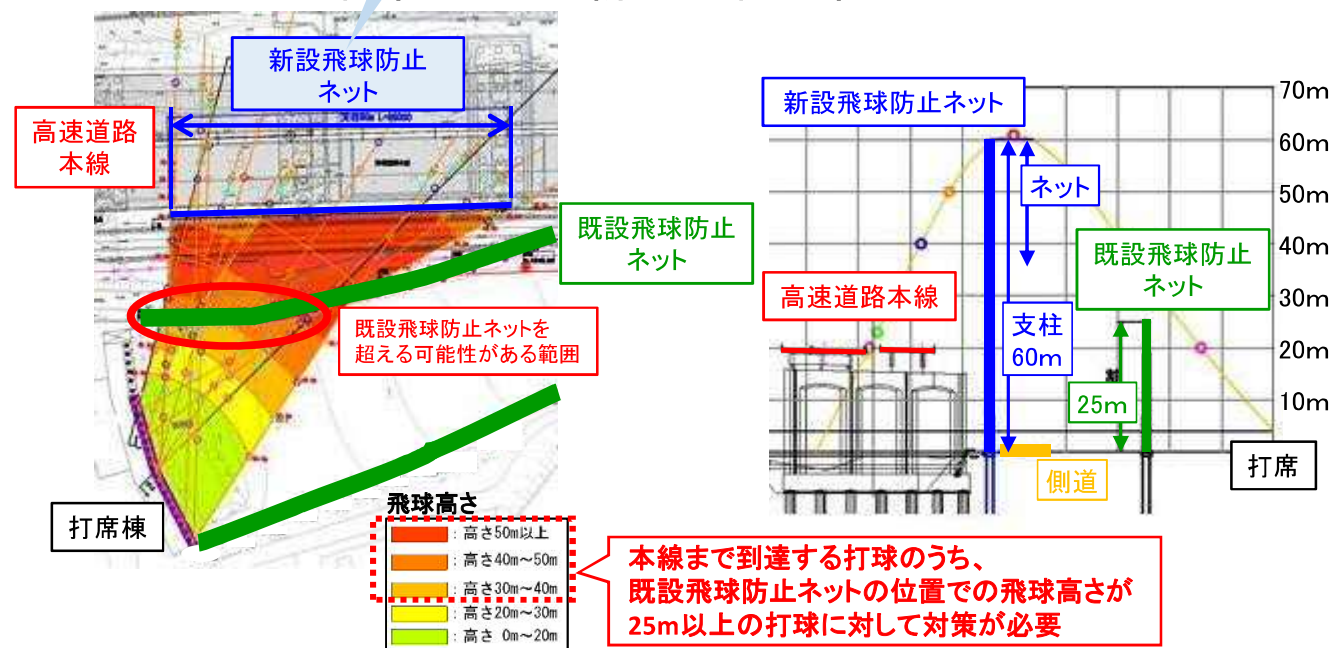 新設飛球防止
ネット
高速道路
本線
既設飛球防止
ネット
既設飛球防止ネットを
超える可能性がある範囲
打席棟
飛球高さ
：高さ50m以上
：高さ40m～50m
：高さ30m～40m
：高さ20m～30m
：高さ 0m～20m
新設飛球防止ネット
70m
60m
50m
40m
30m
20m
10m
ネット
既設飛球防止
ネット
高速道路本線
支柱
60m
25m
側道
打席
本線まで到達する打球のうち、
既設飛球防止ネットの位置での飛球高さが
25m以上の打球に対して対策が必要